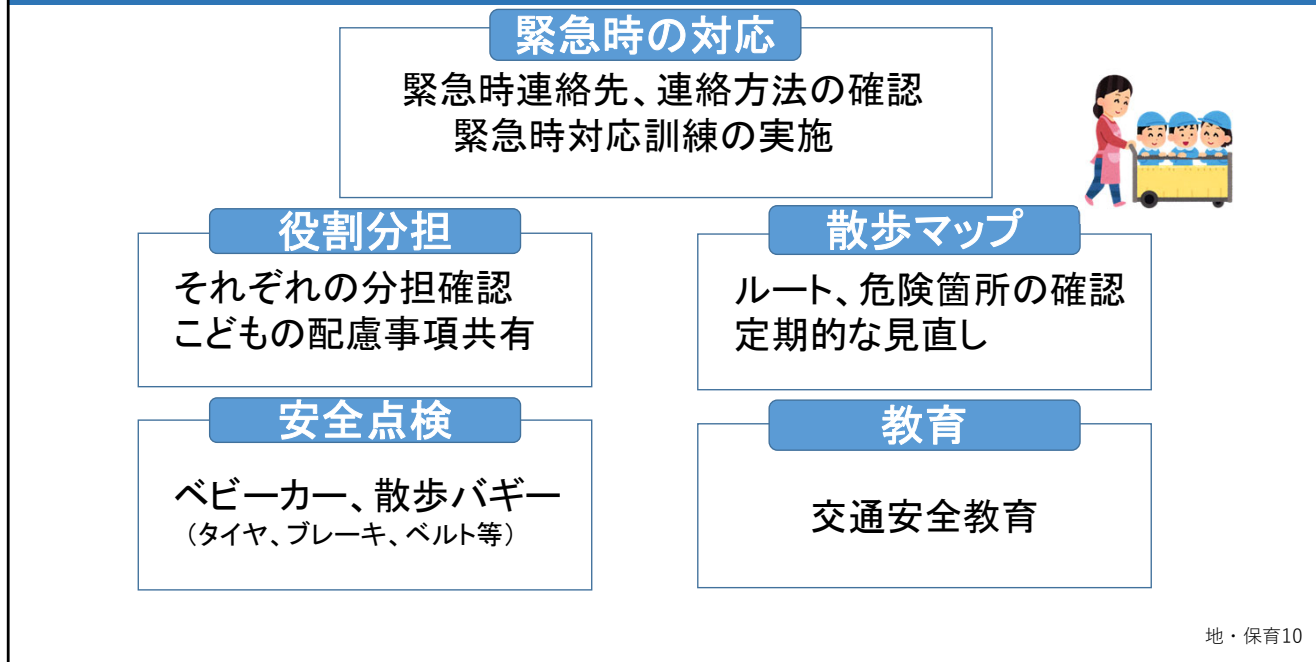 緊急時の対応
緊急時連絡先、連絡方法の確認
緊急時対応訓練の実施
役割分担
それぞれの分担確認
こどもの配慮事項共有
散歩マップ
ルート、危険箇所の確認
定期的な見直し
安全点検
ベビーカー、散歩バギー
（タイヤ、ブレーキ、ベルト等）
教育
交通安全教育
地・保育10